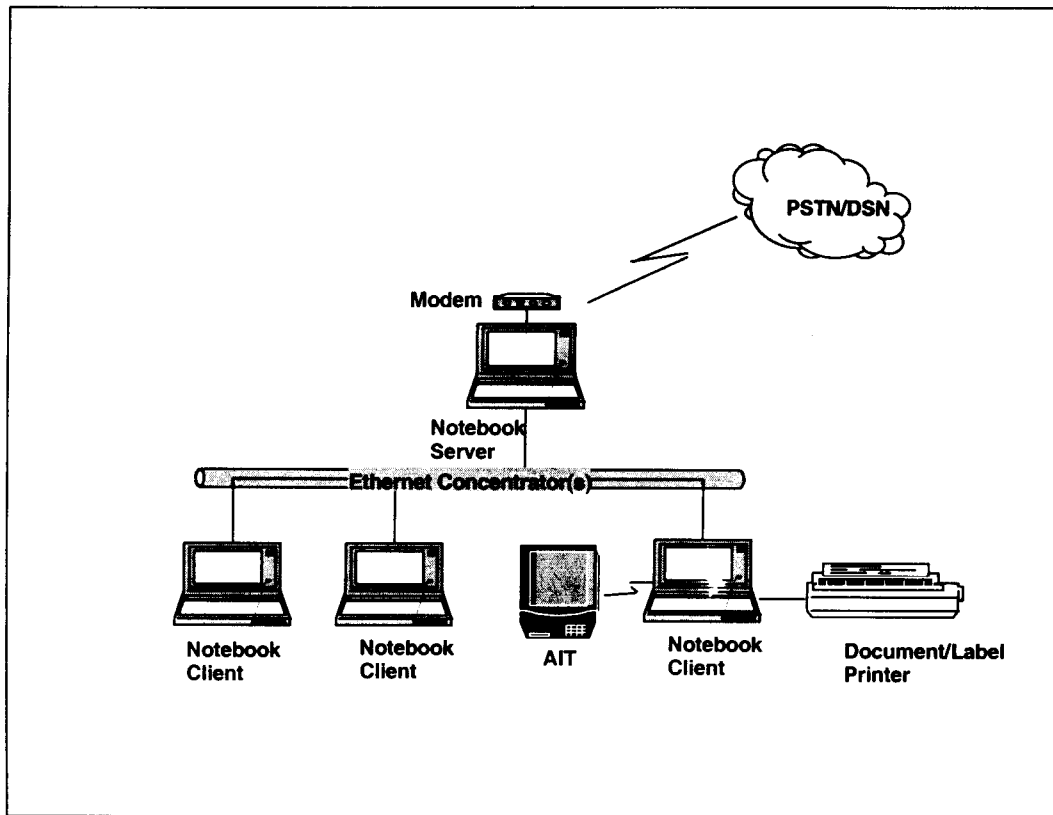 PSTN/DSN
Modem
Notebook
Server
Ethernet Concentrator(s)
Notebook
Client
Notebook
Client
AIT
Notebook
Client
Document/Label
Printer